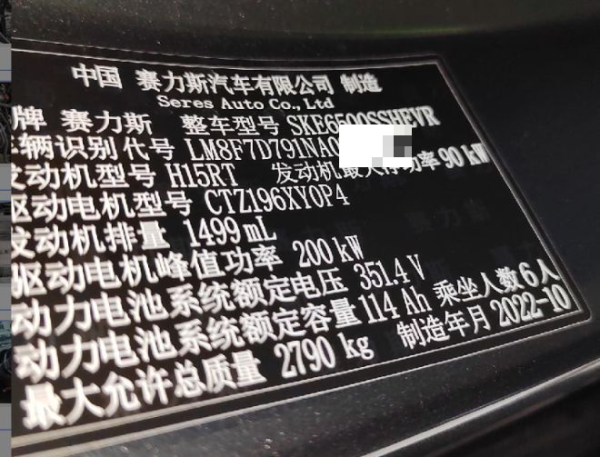 中国 赛力斯汽车有限公司 制造
Seres Auto Co., Ltd
牌 赛力斯 整车型号 SKE6500SSHEVR
车辆识别代号 LM8F7D791NA0
发动机型号 H15RT 发动机最大净功率 90 kW
驱动电机型号 CTZ196XY0P4
发动机排量 1499 mL
驱动电机峰值功率 200 kW
动力电池系统额定电压 351.4 V
动力电池系统额定容量 114 Ah 乘坐人数 6人
最大允许总质量 2790 kg 制造年月 2022-10